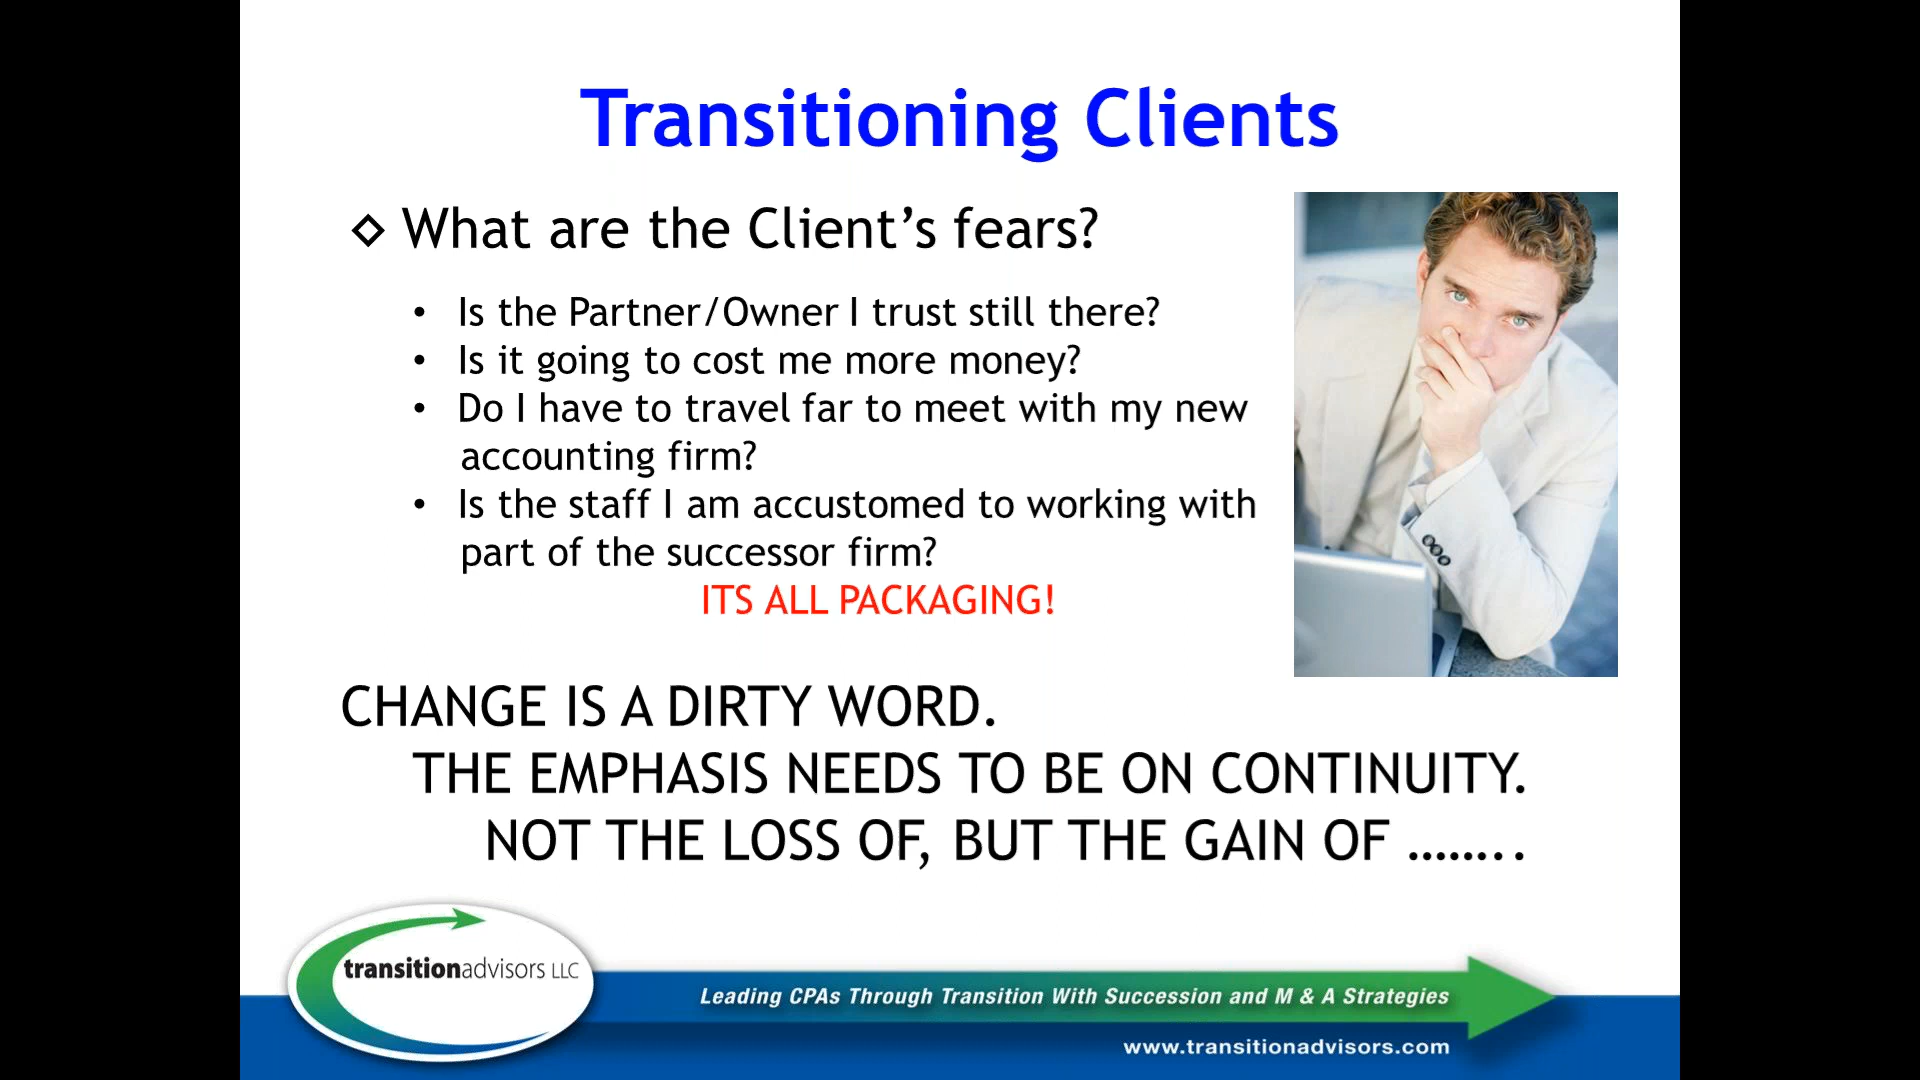 Transitioning Clients
◇ What are the Client’s fears?
• Is the Partner/Owner I trust still there?
• Is it going to cost me more money?
• Do I have to travel far to meet with my new
accounting firm?
• Is the staff I am accustomed to working with
part of the successor firm?
ITS ALL PACKAGING!
CHANGE IS A DIRTY WORD.
THE EMPHASIS NEEDS TO BE ON CONTINUITY.
NOT THE LOSS OF, BUT THE GAIN OF ……..
transitionadvisors LLC
Leading CPAs Through Transition With Succession and M & A Strategies
www.transitionadvisors.com